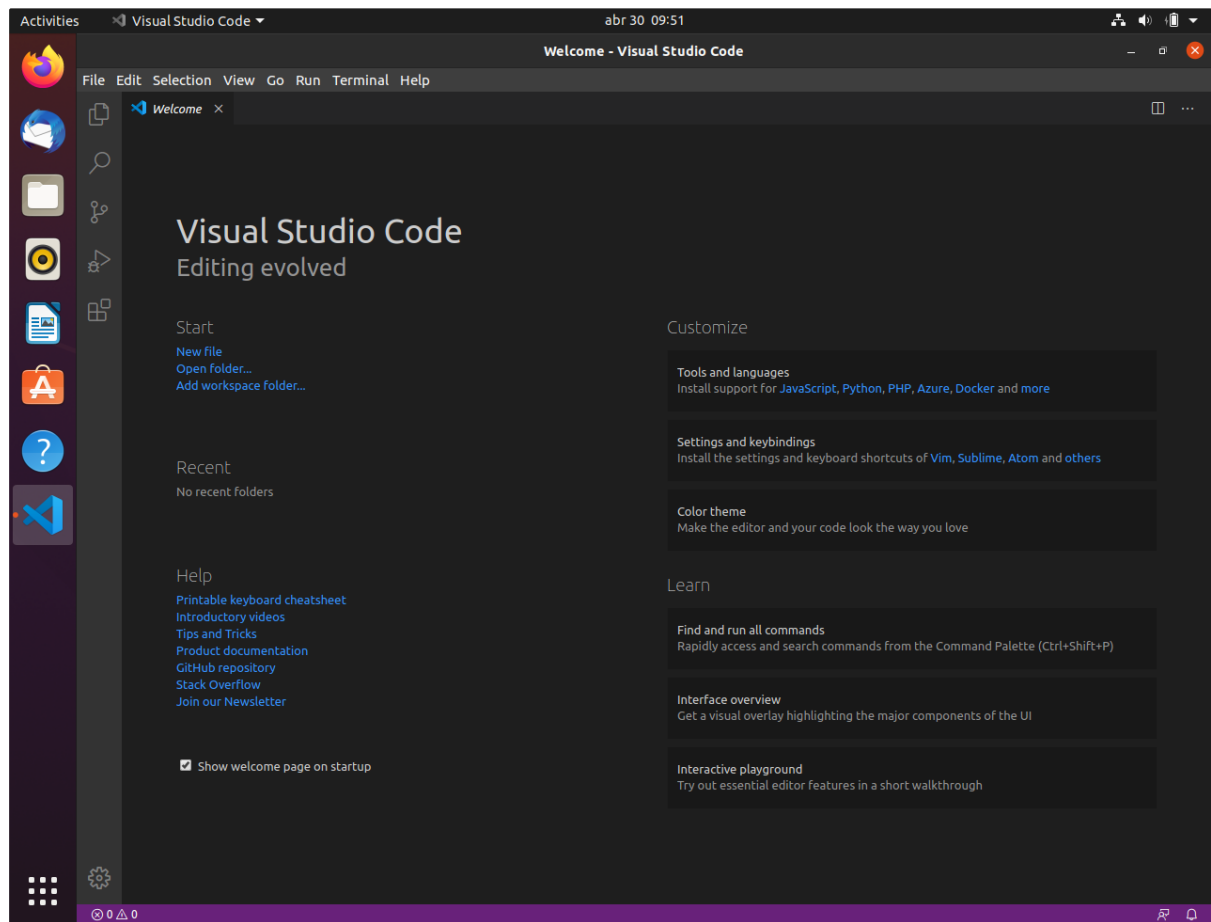 Activities
Visual Studio Code
abr 30 09:51
Welcome - Visual Studio Code
File Edit Selection View Go Run Terminal Help
Welcome
Visual Studio Code
Editing evolved
Start
New file
Open folder...
Add workspace folder...
Recent
No recent folders
Help
Printable keyboard cheatsheet
Introductory videos
Tips and Tricks
Product documentation
GitHub repository
Stack Overflow
Join our Newsletter
Show welcome page on startup
Customize
Tools and languages
Install support for JavaScript, Python, PHP, Azure, Docker and more
Settings and keybindings
Install the settings and keyboard shortcuts of Vim, Sublime, Atom and others
Color theme
Make the editor and your code look the way you love
Learn
Find and run all commands
Rapidly access and search commands from the Command Palette (Ctrl+Shift+P)
Interface overview
Get a visual overlay highlighting the major components of the UI
Interactive playground
Try out essential editor features in a short walkthrough
0 0